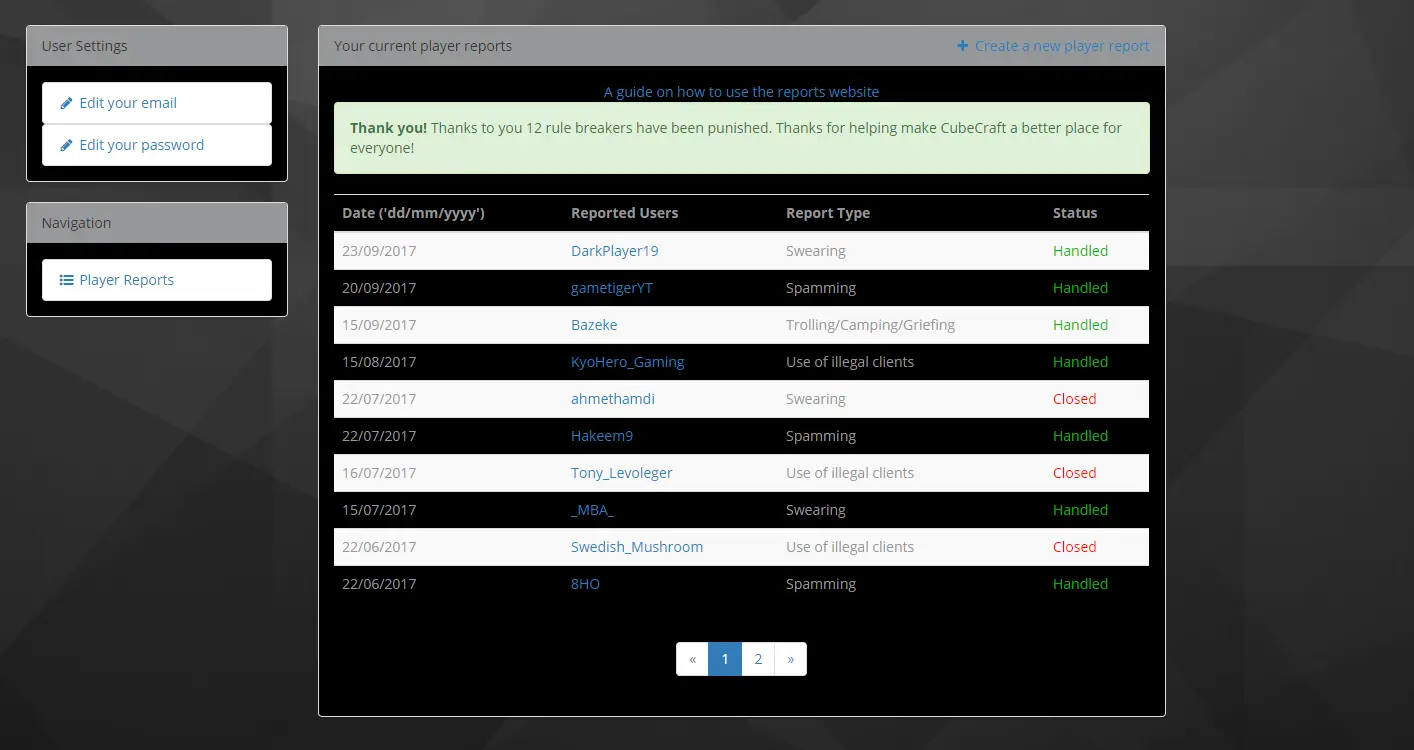 User Settings
Edit your email
Edit your password
Navigation
Player Reports
Your current player reports
Create a new player report
A guide on how to use the reports website
Thank you! Thanks to you 12 rule breakers have been punished. Thanks for helping make CubeCraft a better place for
everyone!
Date ('dd/mm/yyyy') Reported Users Report Type Status
23/09/2017 DarkPlayer19 Swearing Handled
20/09/2017 gametigerYT Spamming Handled
15/09/2017 Bazeke Trolling/Camping/Griefing Handled
15/08/2017 KyoHero_Gaming Use of illegal clients Handled
22/07/2017 ahmethamdi Swearing Closed
22/07/2017 Hakeem9 Spamming Handled
16/07/2017 Tony_Levoleger Use of illegal clients Closed
15/07/2017 _MBA_ Swearing Handled
22/06/2017 Swedish_Mushroom Use of illegal clients Closed
22/06/2017 8HO Spamming Handled
« 1 2 »